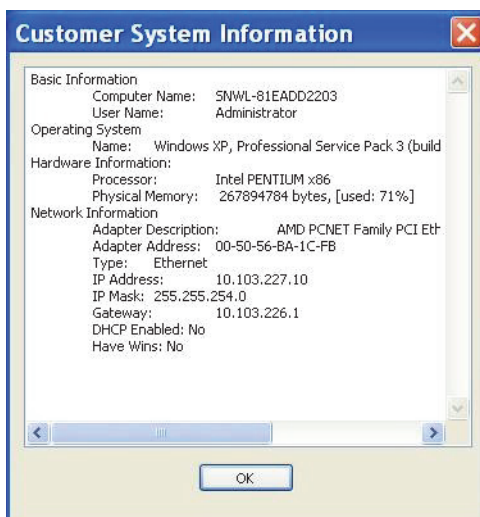 Customer System Information
Basic Information
Computer Name: SNWL-81EADD2203
User Name: Administrator
Operating System
Name: Windows XP, Professional Service Pack 3 (build
Hardware Information:
Processor: Intel PENTIUM x86
Physical Memory: 267894784 bytes, [used: 71%]
Network Information
Adapter Description: AMD PCNET Family PCI Eth
Adapter Address: 00-50-56-BA-1C-FB
Type: Ethernet
IP Address: 10.103.227.10
IP Mask: 255.255.254.0
Gateway: 10.103.226.1
DHCP Enabled: No
Have Wins: No
OK